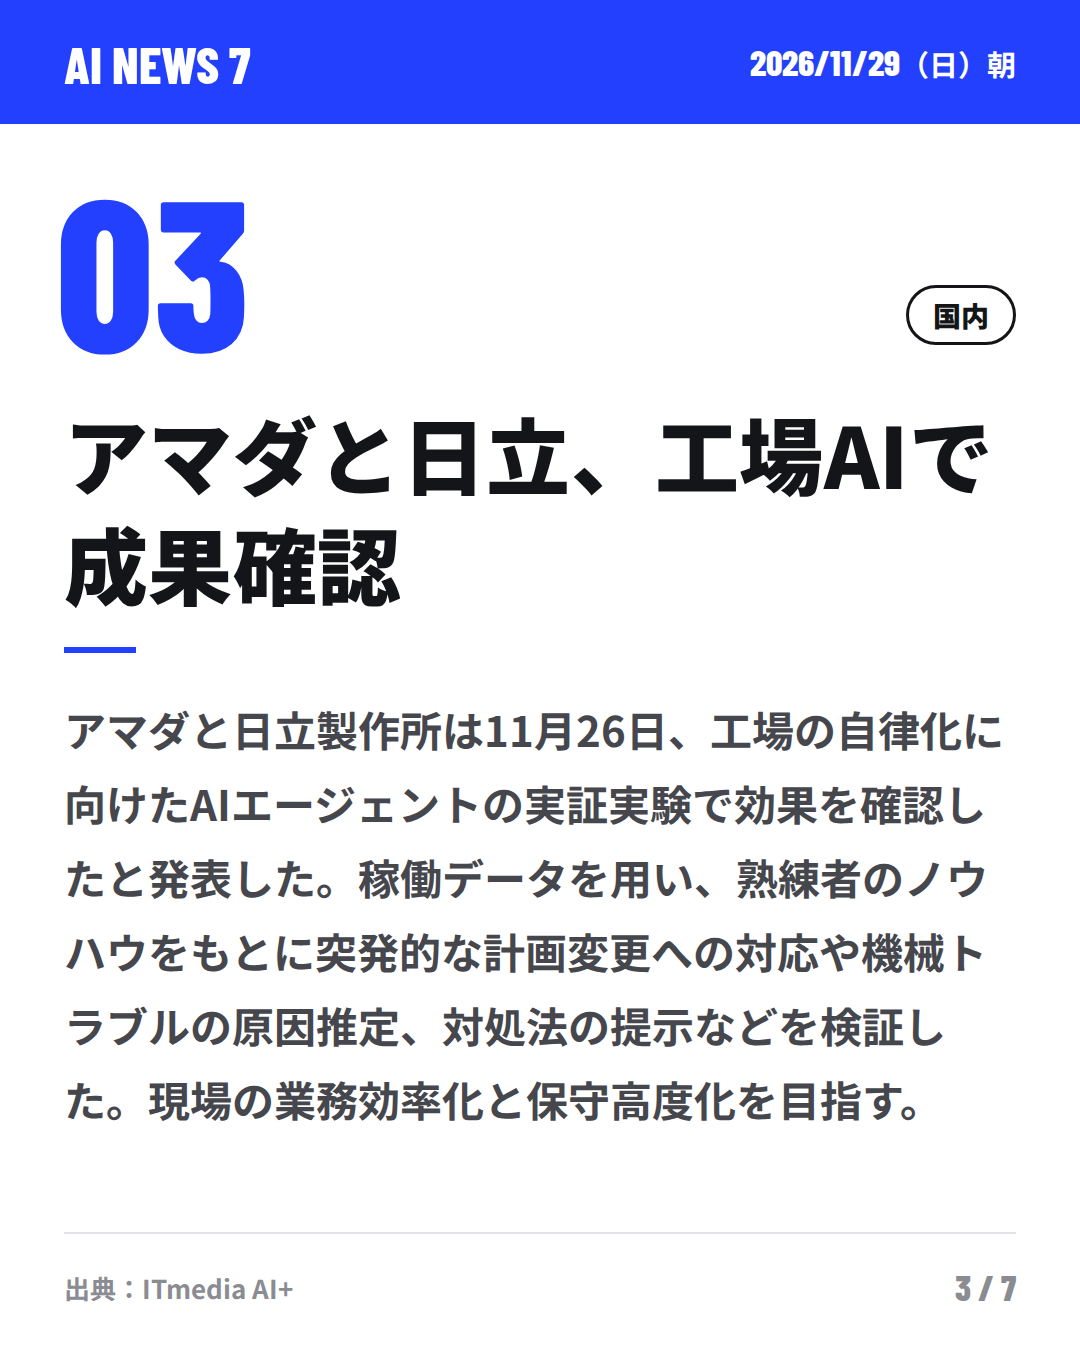 AI NEWS 7
2026/11/29（日）朝
03
国内
アマダと日立、工場AIで
成果確認
アマダと日立製作所は11月26日、工場の自律化に
向けたAIエージェントの実証実験で効果を確認し
たと発表した。稼働データを用い、熟練者のノウ
ハウをもとに突発的な計画変更への対応や機械ト
ラブルの原因推定、対処法の提示などを検証し
た。現場の業務効率化と保守高度化を目指す。
出典：ITmedia AI+
3 / 7